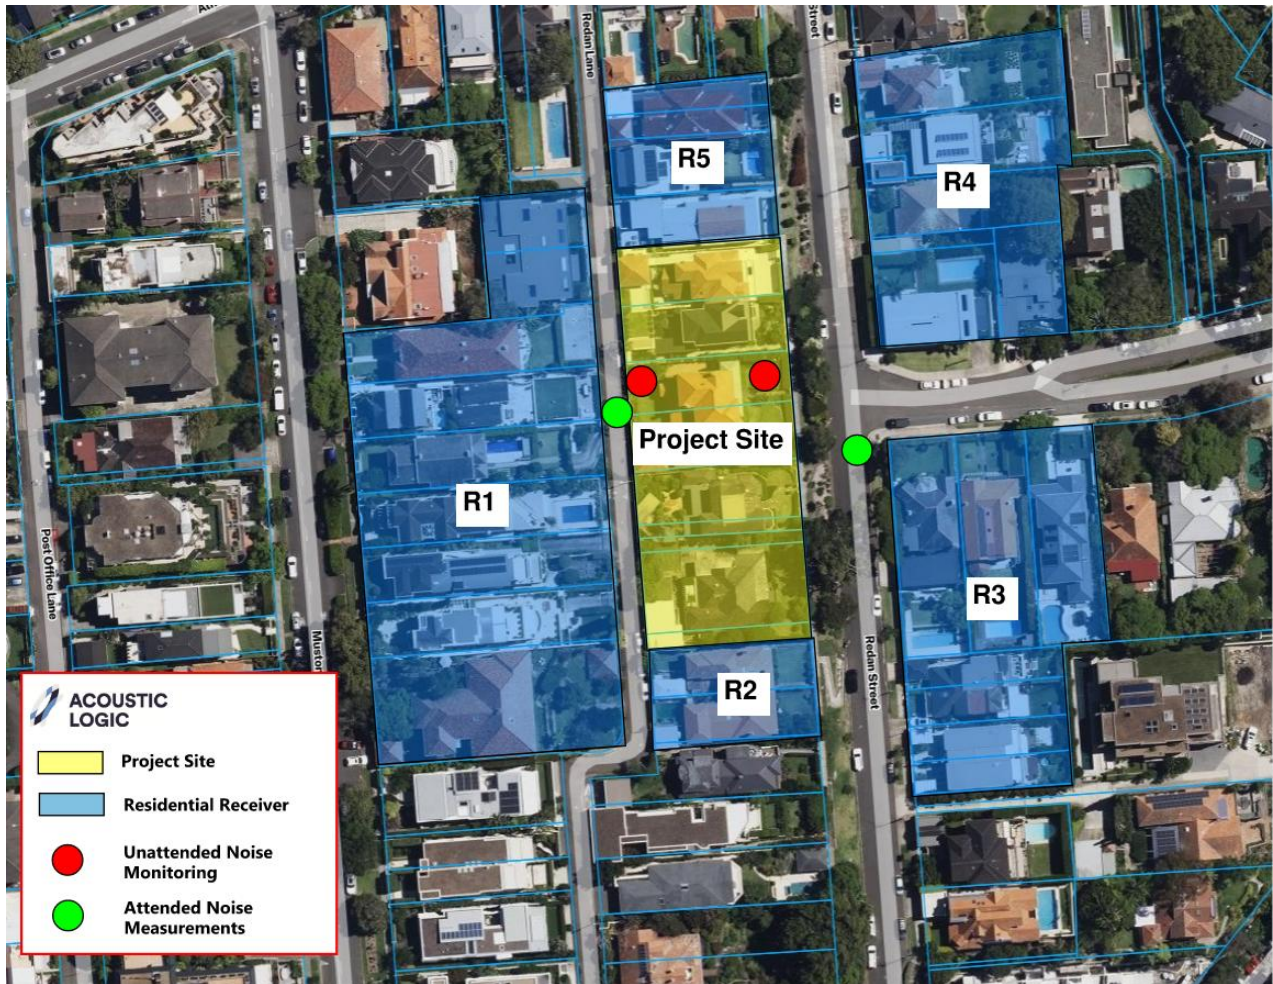 Redan Lane
Street
R5
R4
Project Site
R1
R3
R2
Post Office Lane
Redan Street
ACOUSTIC
LOGIC
Project Site
Residential Receiver
Unattended Noise
Monitoring
Attended Noise
Measurements